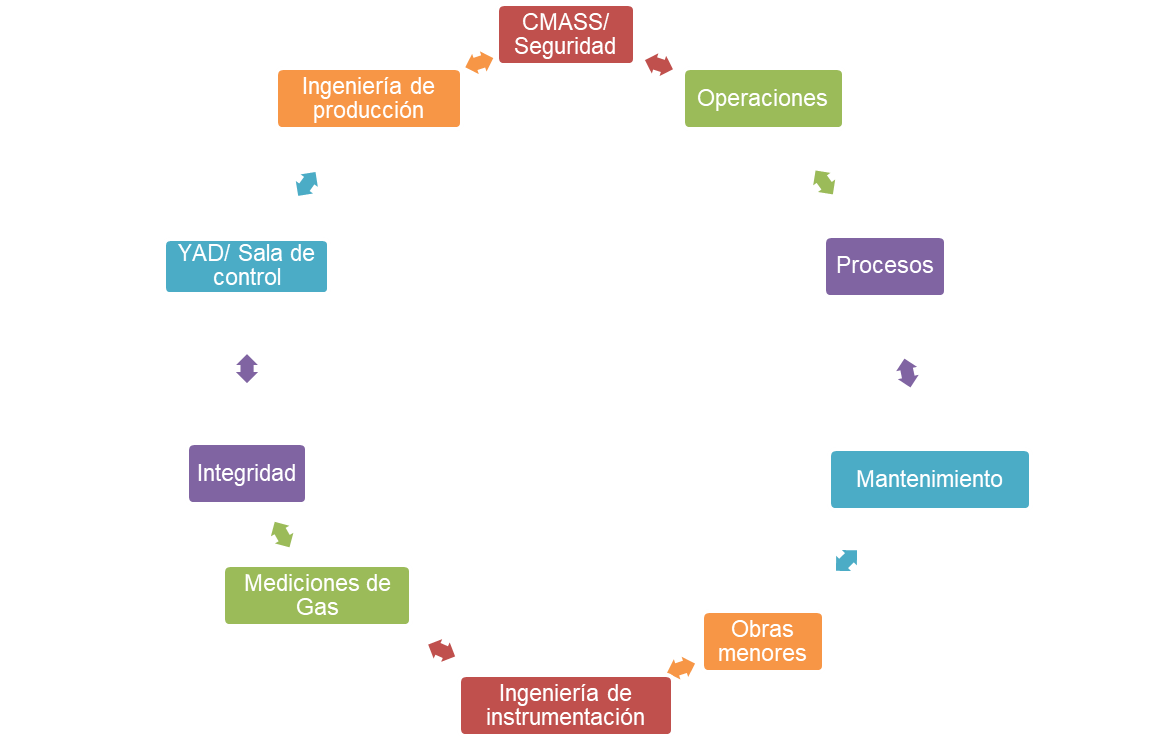 CMASS/
Seguridad
Operaciones
Procesos
Mantenimiento
Obras
menores
Ingeniería de
instrumentación
Mediciones de
Gas
Integridad
YAD/ Sala de
control
Ingeniería de
producción